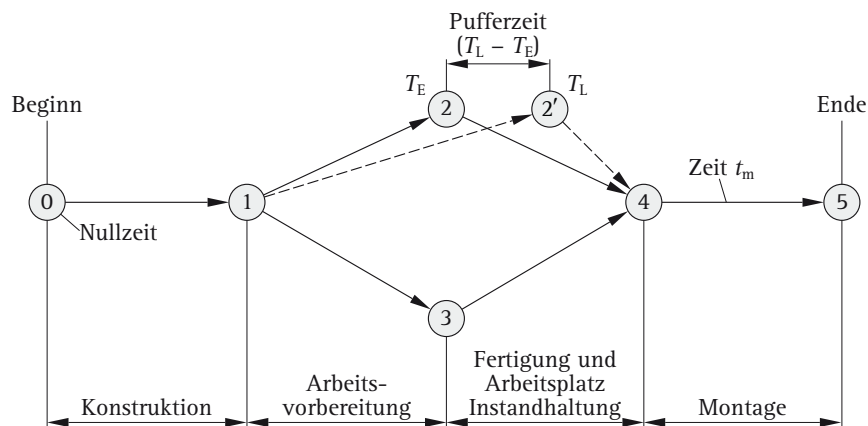 Pufferzeit
(T_L – T_E)
T_E
T_L
Beginn
Ende
2
2′
Zeit t_m
0
1
4
5
Nullzeit
3
Konstruktion
Arbeits-
vorbereitung
Fertigung und
Arbeitsplatz
Instandhaltung
Montage